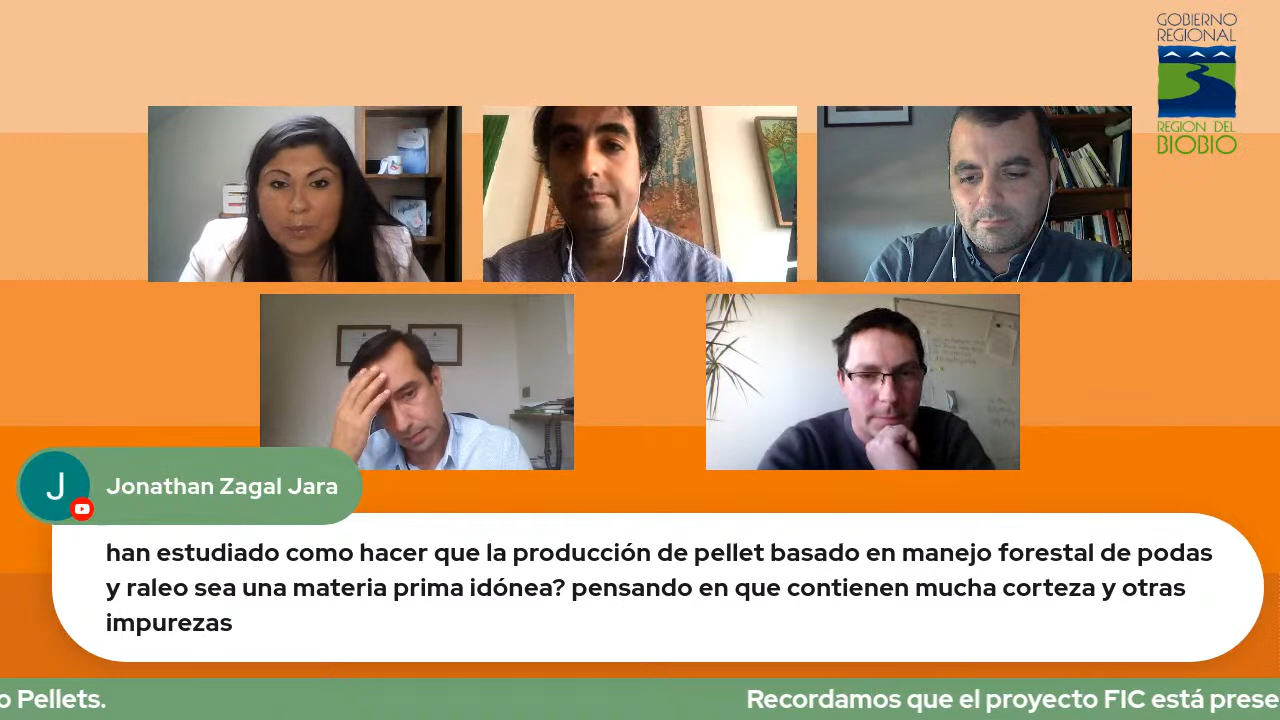 GOBIERNO
REGIONAL
REGION DEL
BIOBIO
J
Jonathan Zagal Jara
han estudiado como hacer que la producción de pellet basado en manejo forestal de podas
y raleo sea una materia prima idónea? pensando en que contienen mucha corteza y otras
impurezas
o Pellets.
Recordamos que el proyecto FIC está prese